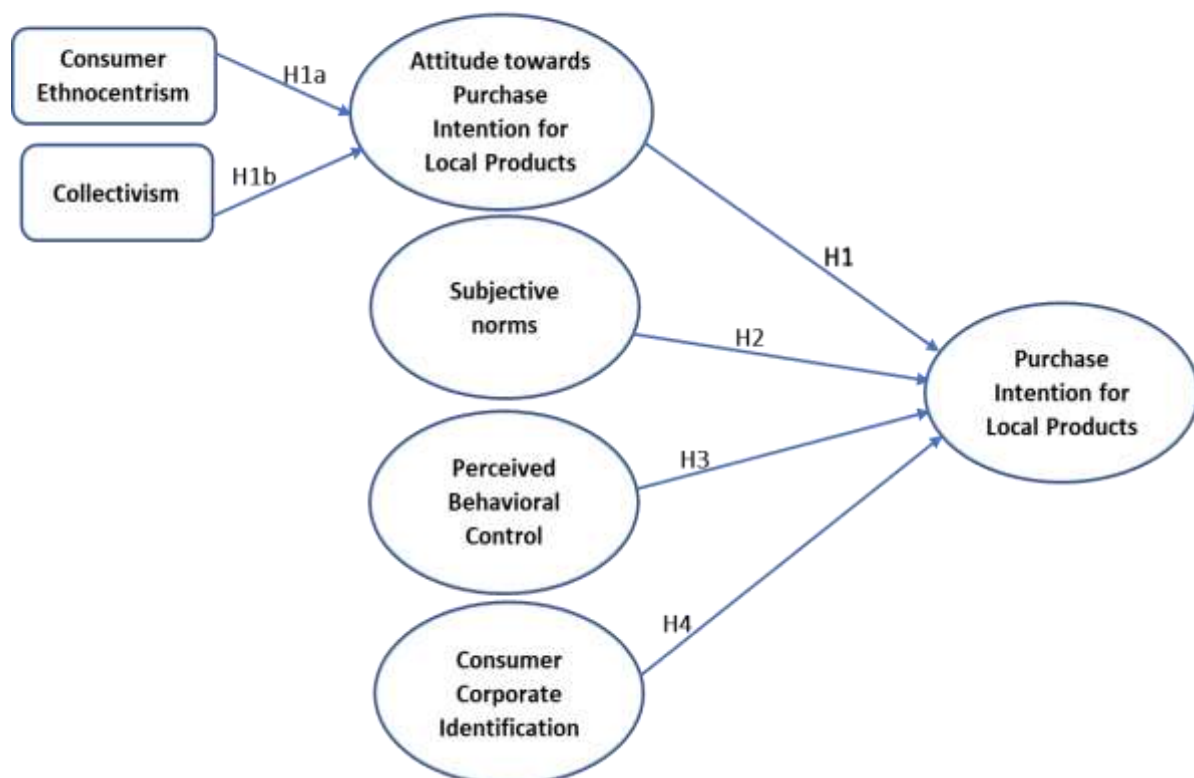 Consumer
Ethnocentrism
H1a
Collectivism
H1b
Attitude towards
Purchase
Intention for
Local Products
H1
Subjective
norms
H2
Perceived
Behavioral
Control
H3
Consumer
Corporate
Identification
H4
Purchase
Intention for
Local Products